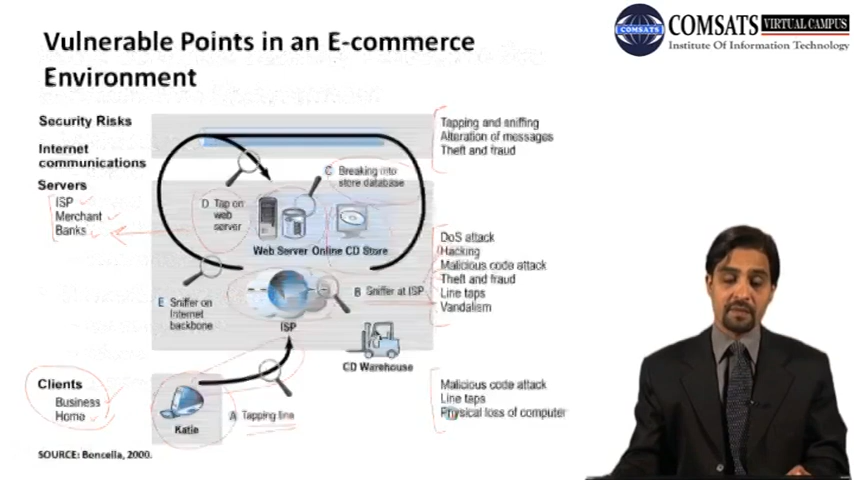 Vulnerable Points in an E-commerce
Environment
COMSATS
COMSATS VIRTUAL CAMPUS
Institute Of Information Technology
Security Risks
Internet
communications
Servers
ISP
Merchant
Banks
Tapping and sniffing
Alteration of messages
Theft and fraud
C Breaking into
store database
D Tap on
web
server
Web Server
Online CD Store
DoS attack
Hacking
Malicious code attack
Theft and fraud
Line taps
Vandalism
B Sniffer at ISP
E Sniffer on
Internet
backbone
ISP
CD Warehouse
Clients
Business
Home
Katie
A Tapping line
Malicious code attack
Line taps
Physical loss of computer
SOURCE: Boncella, 2000.